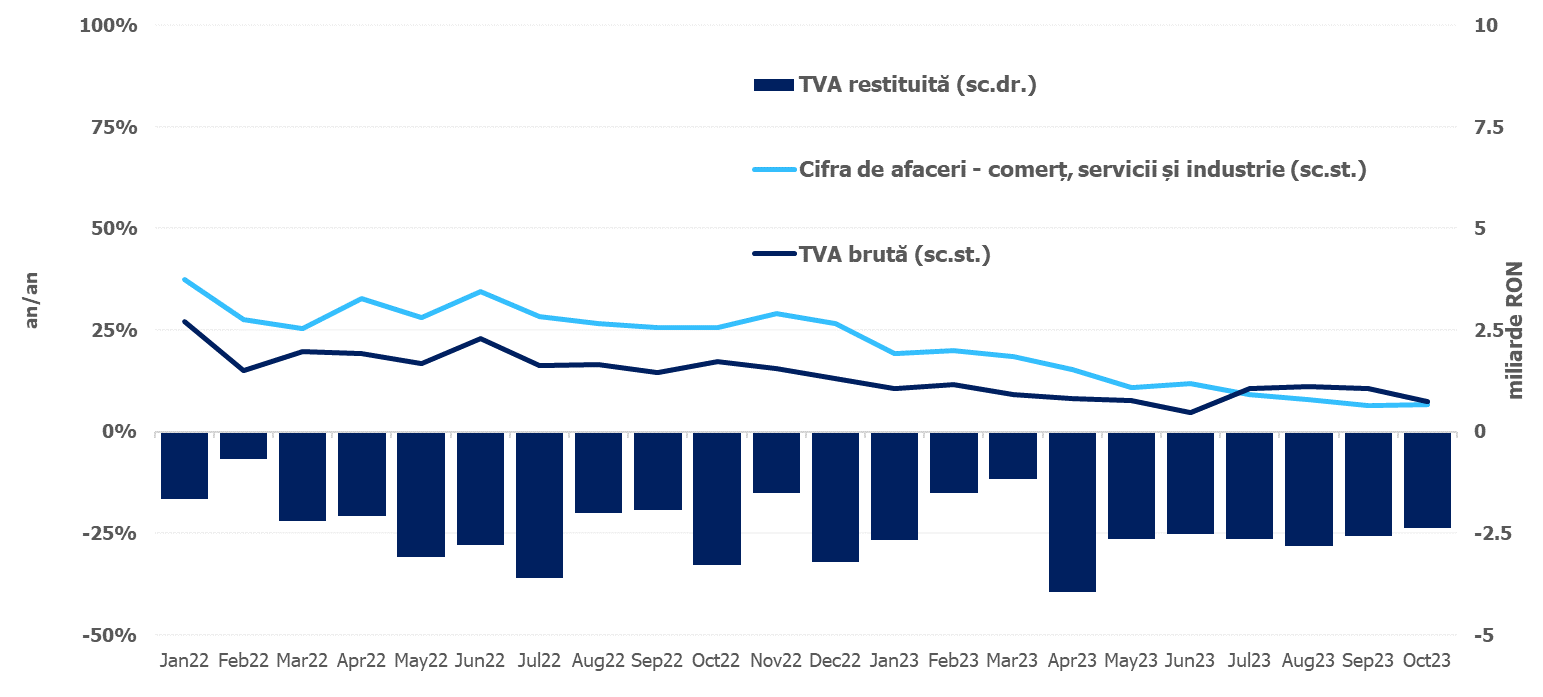 100%
75%
50%
25%
0%
-25%
-50%
an/an
TVA restituită (sc.dr.)
Cifra de afaceri - comerț, servicii și industrie (sc.st.)
TVA brută (sc.st.)
10
7.5
5
2.5
0
-2.5
-5
miliarde RON
Jan22 Feb22 Mar22 Apr22 May22 Jun22 Jul22 Aug22 Sep22 Oct22 Nov22 Dec22 Jan23 Feb23 Mar23 Apr23 May23 Jun23 Jul23 Aug23 Sep23 Oct23